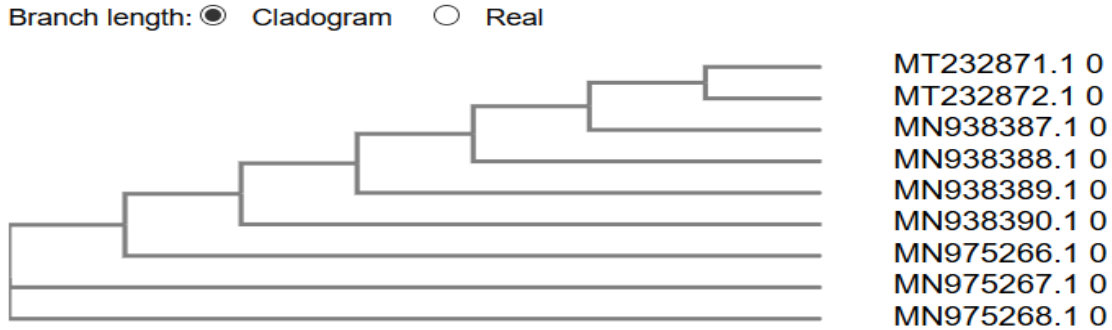 Branch length: Cladogram Real
MT232871.1 0
MT232872.1 0
MN938387.1 0
MN938388.1 0
MN938389.1 0
MN938390.1 0
MN975266.1 0
MN975267.1 0
MN975268.1 0